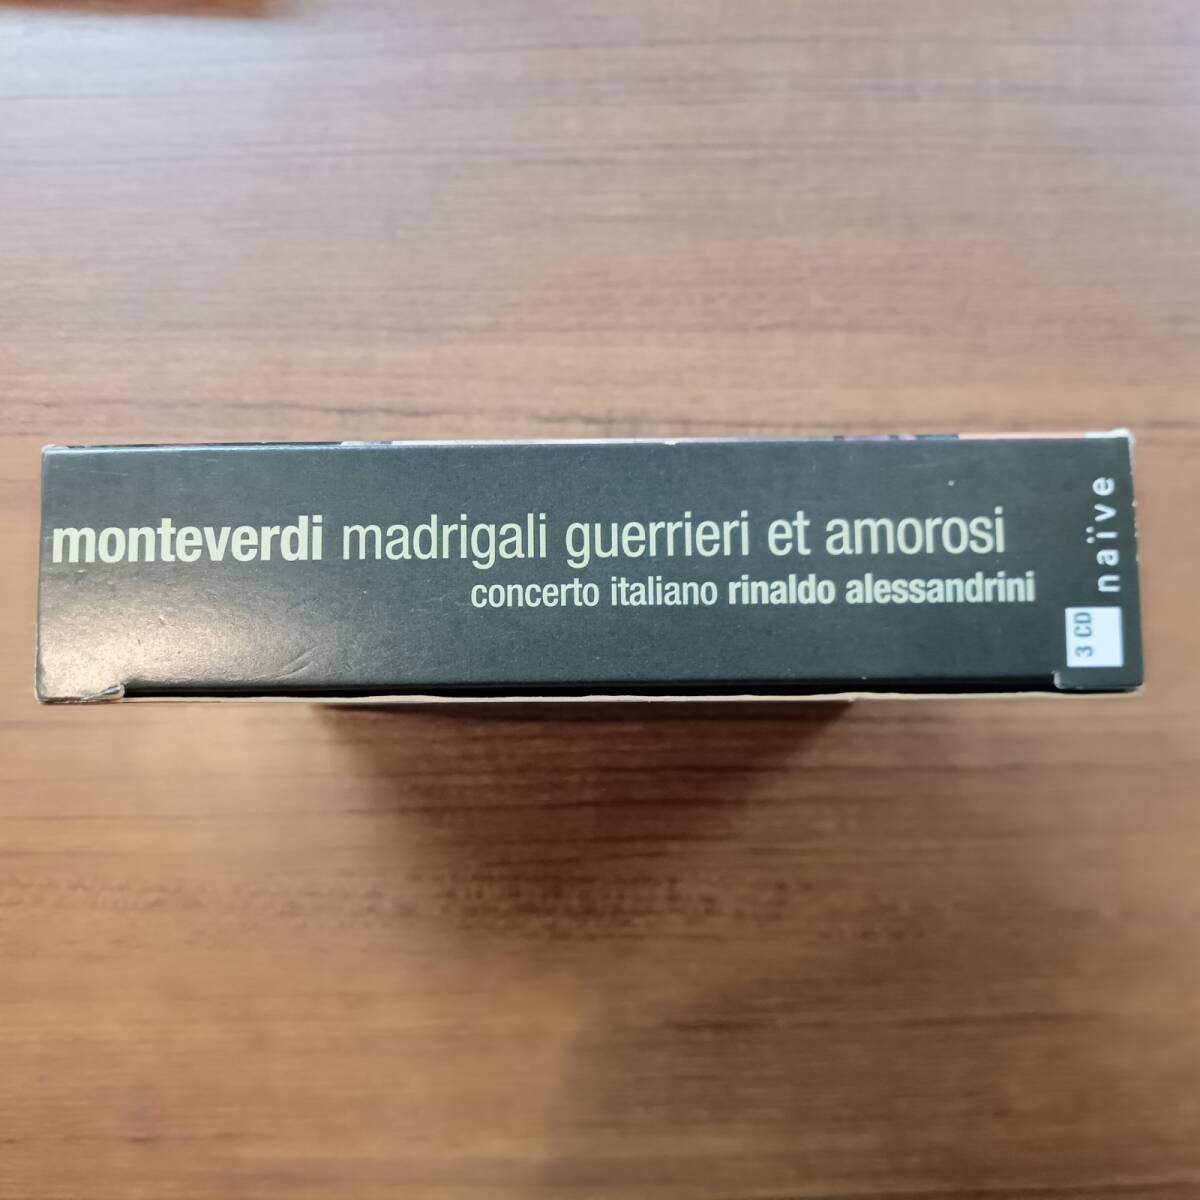 monteverdi madrigali guerrieri et amorosi
concerto italiano rinaldo alessandrini
naïve
3 CD